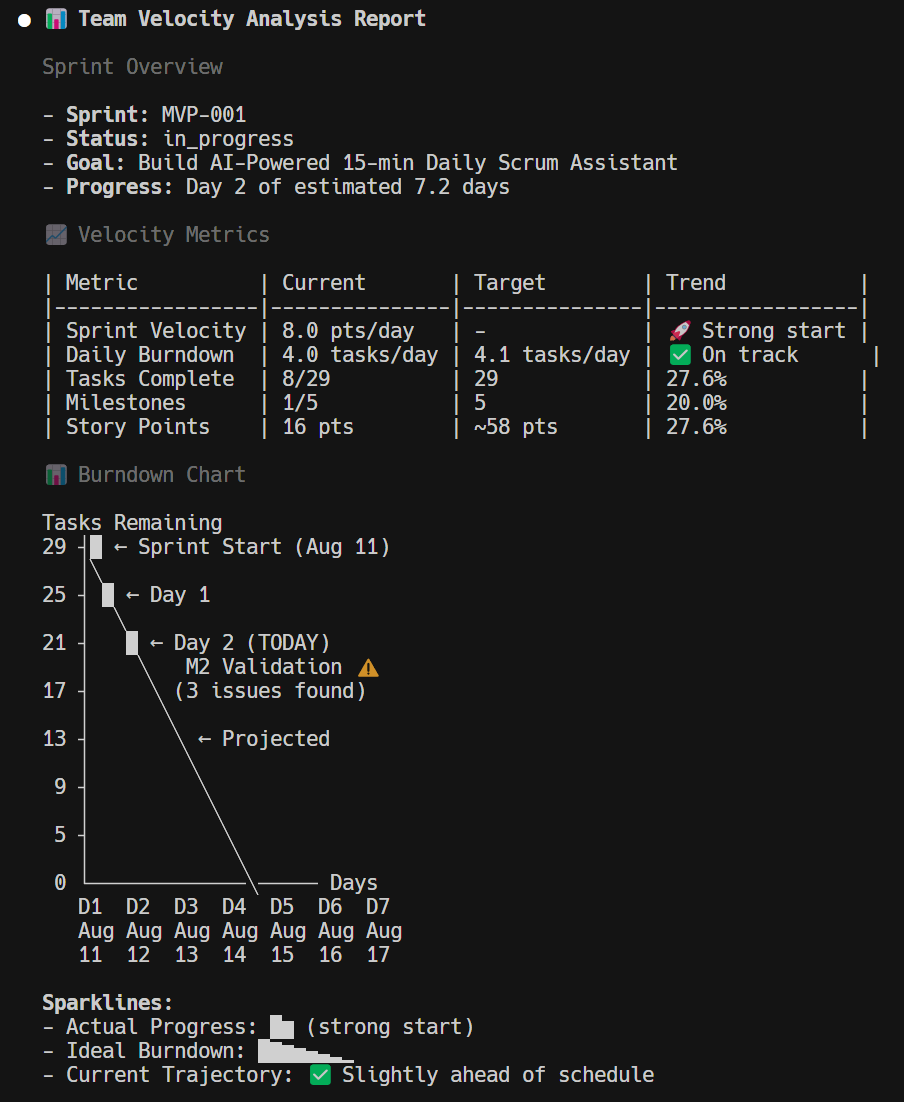 ● 📊 Team Velocity Analysis Report
Sprint Overview
- Sprint: MVP-001
- Status: in_progress
- Goal: Build AI-Powered 15-min Daily Scrum Assistant
- Progress: Day 2 of estimated 7.2 days
📈 Velocity Metrics
| Metric | Current | Target | Trend |
|-----------------|---------------|---------------|-----------------|
| Sprint Velocity | 8.0 pts/day | - | 🚀 Strong start |
| Daily Burndown | 4.0 tasks/day | 4.1 tasks/day | ✅ On track |
| Tasks Complete | 8/29 | 29 | 27.6% |
| Milestones | 1/5 | 5 | 20.0% |
| Story Points | 16 pts | ~58 pts | 27.6% |
📊 Burndown Chart
Tasks Remaining
29 ← Sprint Start (Aug 11)
25 ← Day 1
21 ← Day 2 (TODAY)
M2 Validation ⚠️
17 (3 issues found)
13 ← Projected
9
5
0 Days
D1 D2 D3 D4 D5 D6 D7
Aug Aug Aug Aug Aug Aug Aug
11 12 13 14 15 16 17
Sparklines:
- Actual Progress: (strong start)
- Ideal Burndown:
- Current Trajectory: ✅ Slightly ahead of schedule